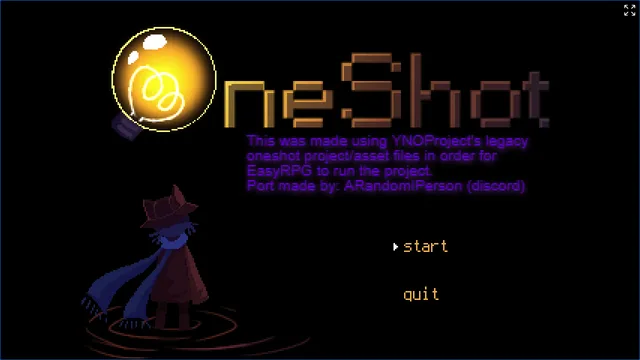 OneShot
This was made using YNOProject's legacy
oneshot project/asset files in order for
EasyRPG to run the project.
Port made by: ARandomiPerson (discord)
start
quit